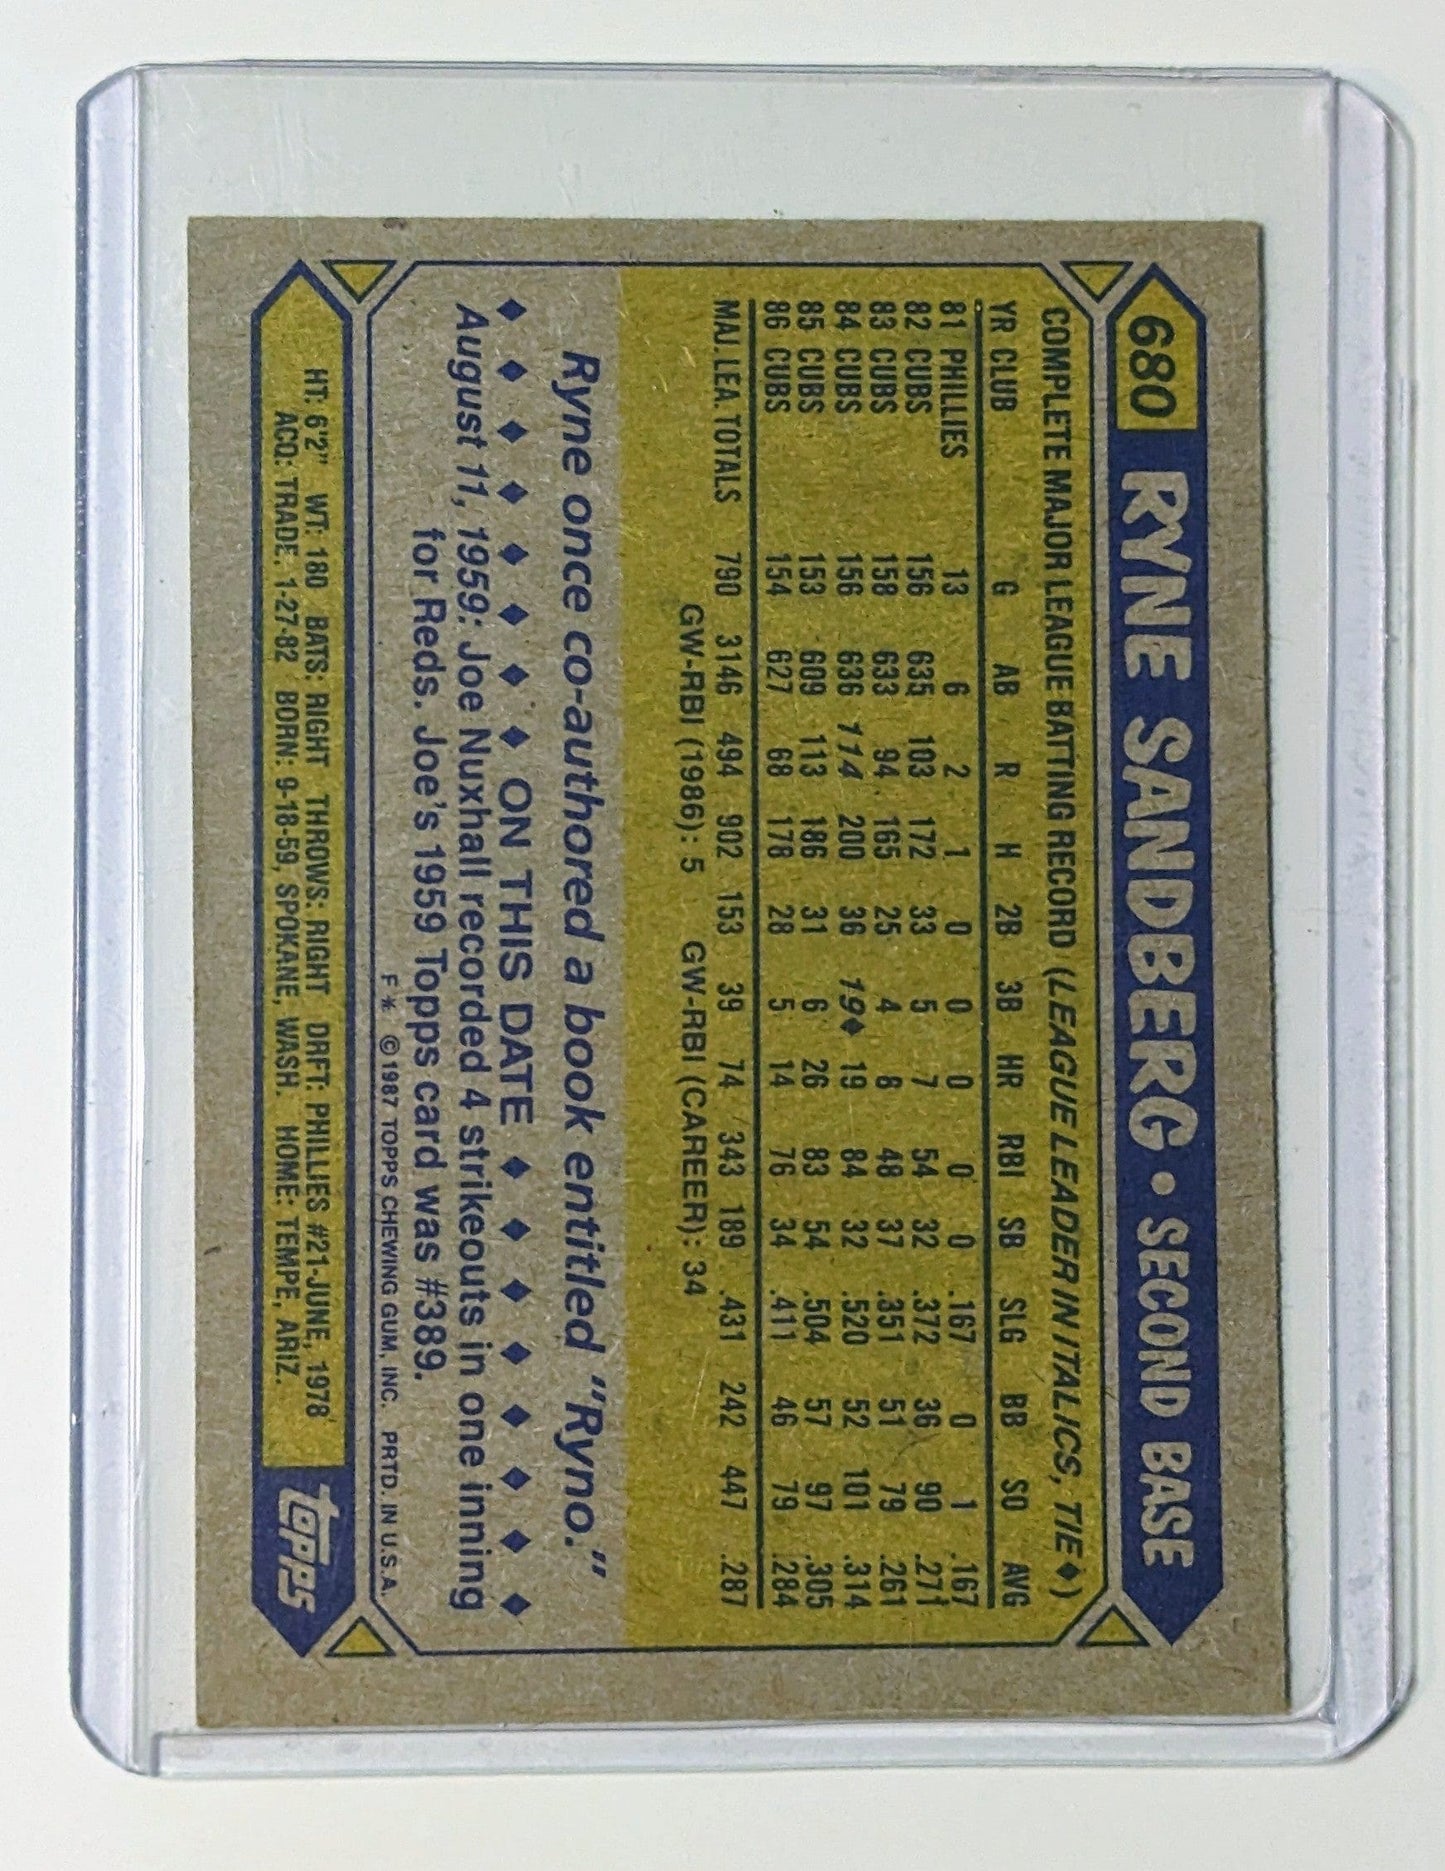 680 RYNE SANDBERG • SECOND BASE
COMPLETE MAJOR LEAGUE BATTING RECORD (LEAGUE LEADER IN ITALICS, TIE ♦)
YR CLUB G AB R H 2B 3B HR RBI SB SLG BB SO AVG
81 PHILLIES 13 6 2 1 0 0 0 0 0 .167 0 1 .167
82 CUBS 156 635 103 172 33 5 7 54 32 .372 36 90 .271
83 CUBS 158 633 94 165 25 4 8 48 37 .351 51 79 .261
84 CUBS 156 636 114 200 36 19♦ 19 84 32 .520 52 101 .314
85 CUBS 153 609 113 186 31 6 26 83 54 .504 57 97 .305
86 CUBS 154 627 68 178 28 5 14 76 34 .411 46 79 .284
MAJ. LEA. TOTALS 790 3146 494 902 153 39 74 343 189 .431 242 447 .287
GW-RBI (1986): 5 GW-RBI (CAREER): 34
Ryne once co-authored a book entitled "Ryno."
♦ ♦ ♦ ♦ ♦ ♦ ♦ ♦ ON THIS DATE ♦ ♦ ♦ ♦ ♦ ♦ ♦ ♦
August 11, 1959: Joe Nuxhall recorded 4 strikeouts in one inning
for Reds. Joe's 1959 Topps card was #389.
F* © 1987 TOPPS CHEWING GUM, INC. PRTD. IN U.S.A.
HT: 6'2" WT: 180 BATS: RIGHT THROWS: RIGHT DRFT: PHILLIES #21-JUNE, 1978
ACQ: TRADE, 1-27-82 BORN: 9-18-59, SPOKANE, WASH. HOME: TEMPE, ARIZ.
topps